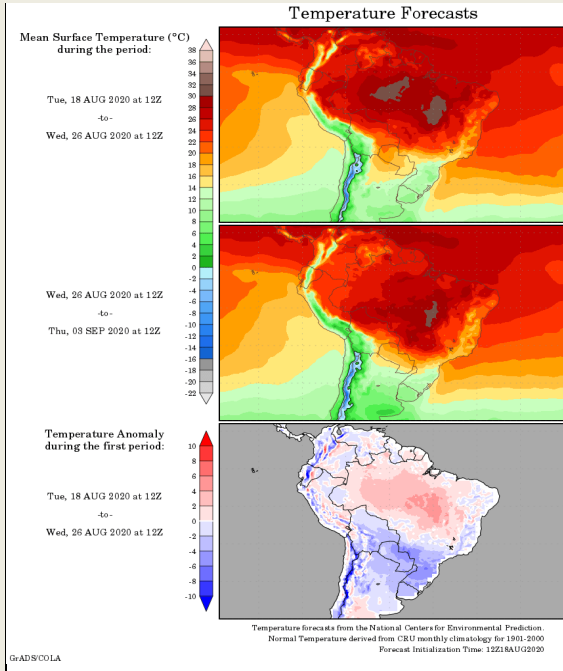 Temperature Forecasts
Mean Surface Temperature (°C)
during the period:
Tue, 18 AUG 2020 at 12Z
-to-
Wed, 26 AUG 2020 at 12Z
38
36
34
32
30
28
26
24
22
20
18
16
14
12
10
8
6
4
2
0
-2
-4
-6
-8
-10
-12
-14
-16
-18
-20
-22
Wed, 26 AUG 2020 at 12Z
-to-
Thu, 03 SEP 2020 at 12Z
Temperature Anomaly
during the first period:
Tue, 18 AUG 2020 at 12Z
-to-
Wed, 26 AUG 2020 at 12Z
10
8
6
4
2
0
-2
-4
-6
-8
-10
Temperature forecasts from the National Centers for Environmental Prediction.
Normal Temperature derived from CRU monthly climatology for 1901-2000
Forecast Initialization Time: 12Z18AUG2020
GrADS/COLA